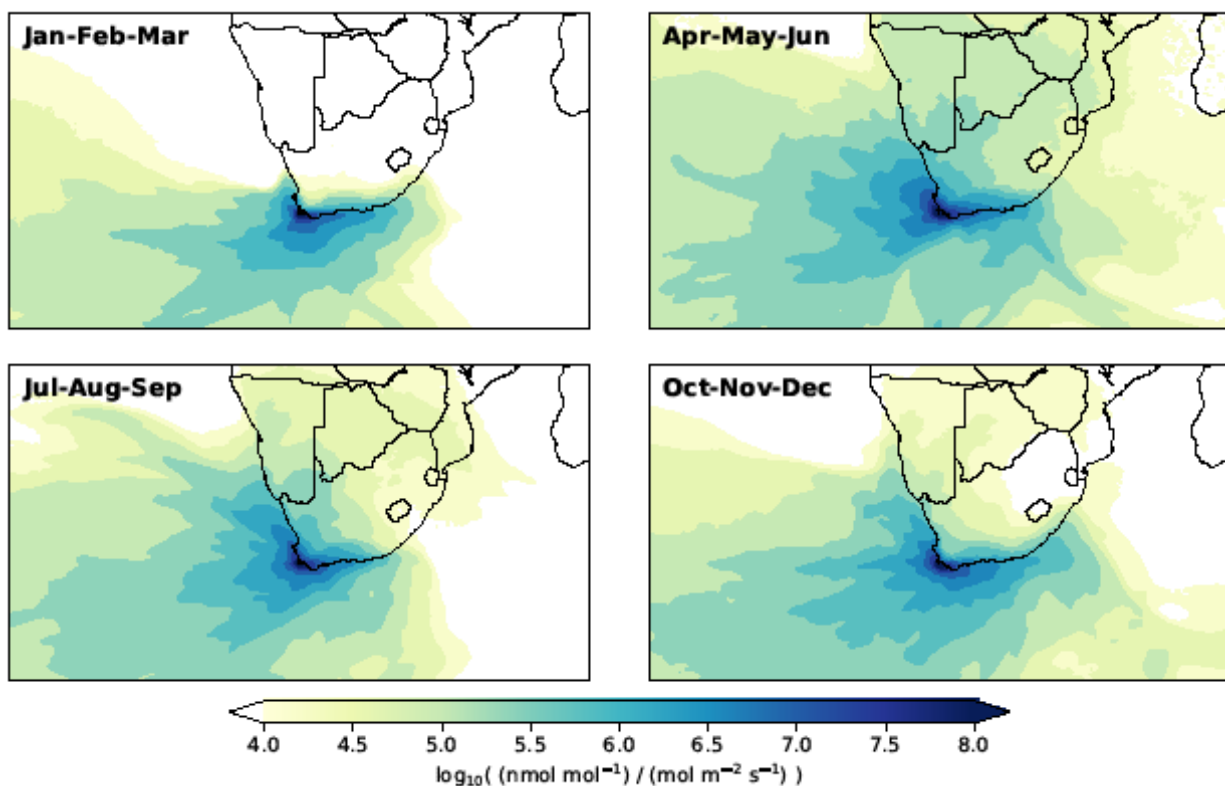 Jan-Feb-Mar
Apr-May-Jun
Jul-Aug-Sep
Oct-Nov-Dec
4.0 4.5 5.0 5.5 6.0 6.5 7.0 7.5 8.0
log₁₀( (nmol mol⁻¹) / (mol m⁻² s⁻¹) )